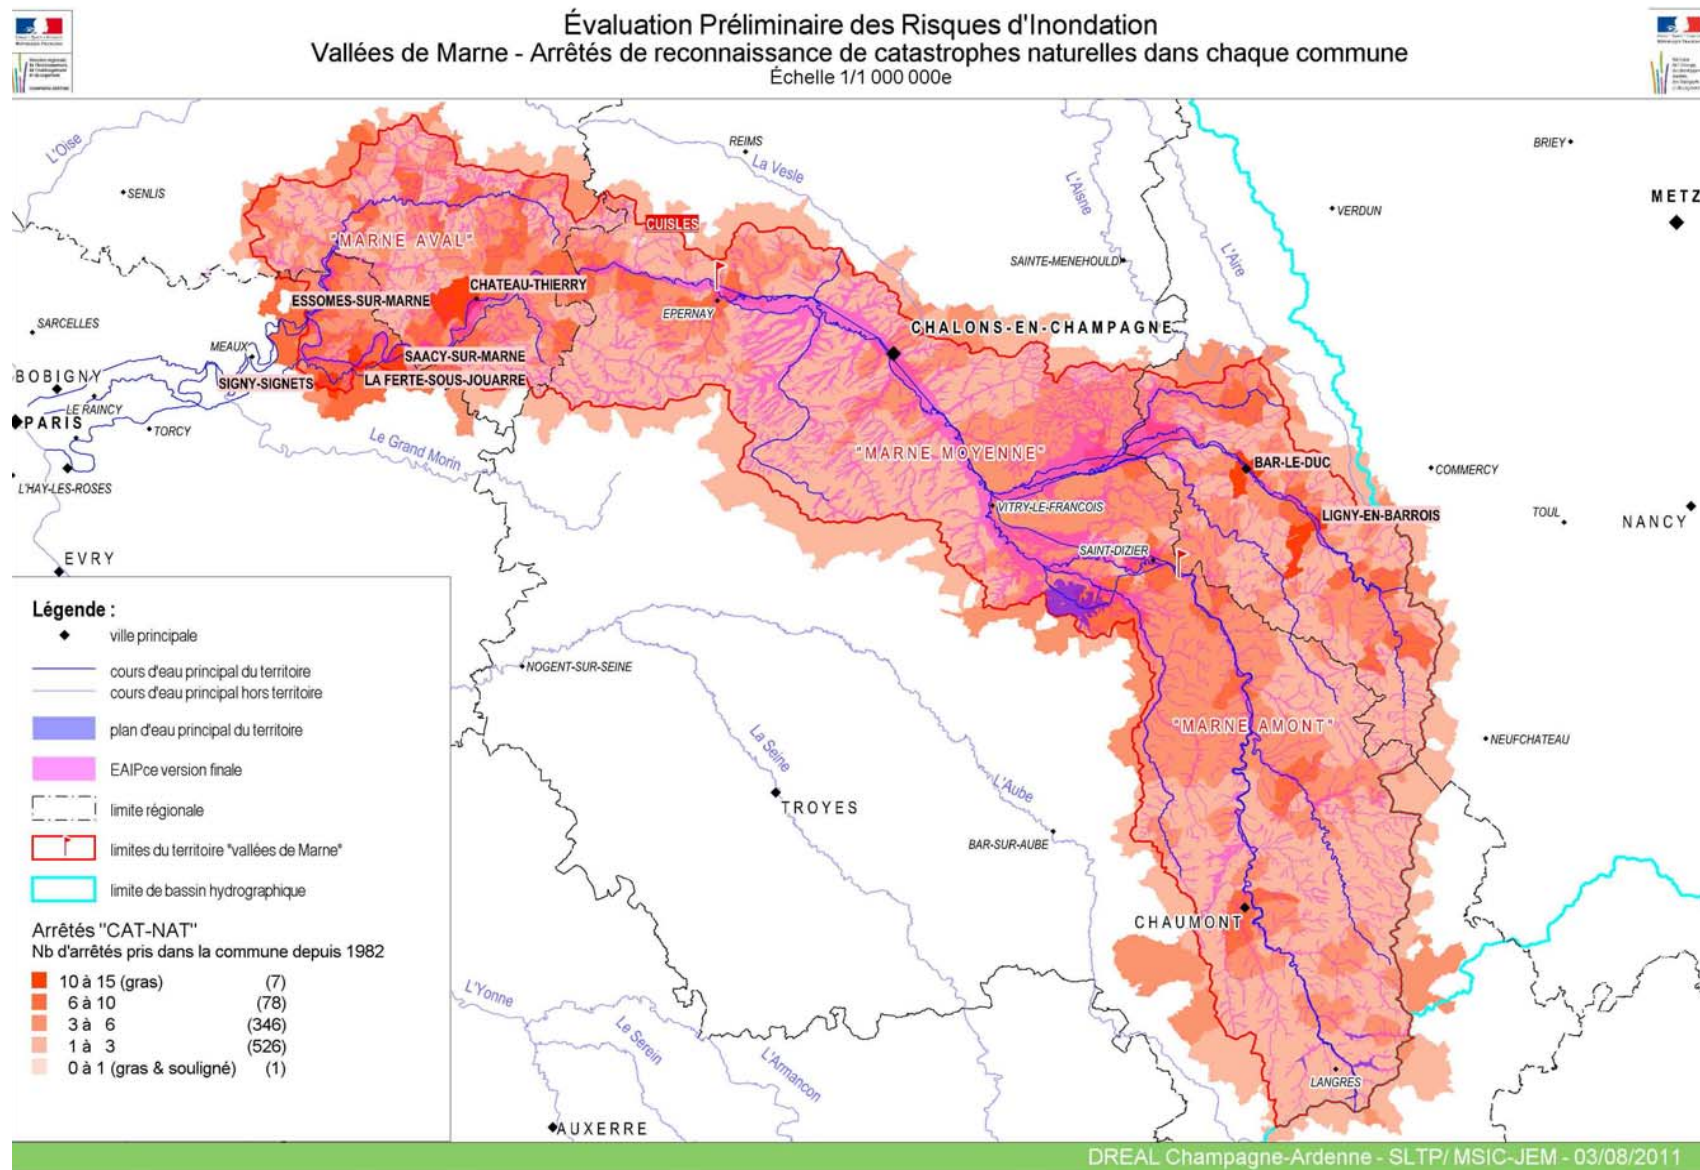 Évaluation Préliminaire des Risques d'Inondation
Vallées de Marne - Arrêtés de reconnaissance de catastrophes naturelles dans chaque commune
Échelle 1/1 000 000e
L'Oise
SENLIS
REIMS
La Vesle
L'Aisne
L'Aire
BRIEY
METZ
VERDUN
CUISLES
"MARNE AVAL"
SAINTE-MENEHOULD
CHATEAU-THIERRY
ESSOMES-SUR-MARNE
EPERNAY
SARCELLES
CHALONS-EN-CHAMPAGNE
MEAUX
SAACY-SUR-MARNE
BOBIGNY
SIGNY-SIGNETS
LA FERTE-SOUS-JOUARRE
LE RAINCY
PARIS
TORCY
Le Grand Morin
"MARNE MOYENNE"
BAR-LE-DUC
COMMERCY
L'HAY-LES-ROSES
VITRY-LE-FRANCOIS
LIGNY-EN-BARROIS
TOUL
NANCY
EVRY
SAINT-DIZIER
Légende :
ville principale
cours d'eau principal du territoire
cours d'eau principal hors territoire
plan d'eau principal du territoire
EAIPce version finale
limite régionale
limites du territoire "vallées de Marne"
limite de bassin hydrographique
Arrêtés "CAT-NAT"
Nb d'arrêtés pris dans la commune depuis 1982
10 à 15 (gras) (7)
6 à 10 (78)
3 à 6 (346)
1 à 3 (526)
0 à 1 (gras & souligné) (1)
NOGENT-SUR-SEINE
La Seine
"MARNE AMONT"
NEUFCHATEAU
L'Aube
TROYES
BAR-SUR-AUBE
CHAUMONT
L'Yonne
Le Serein
L'Armancon
LANGRES
AUXERRE
DREAL Champagne-Ardenne - SLTP/ MSIC-JEM - 03/08/2011